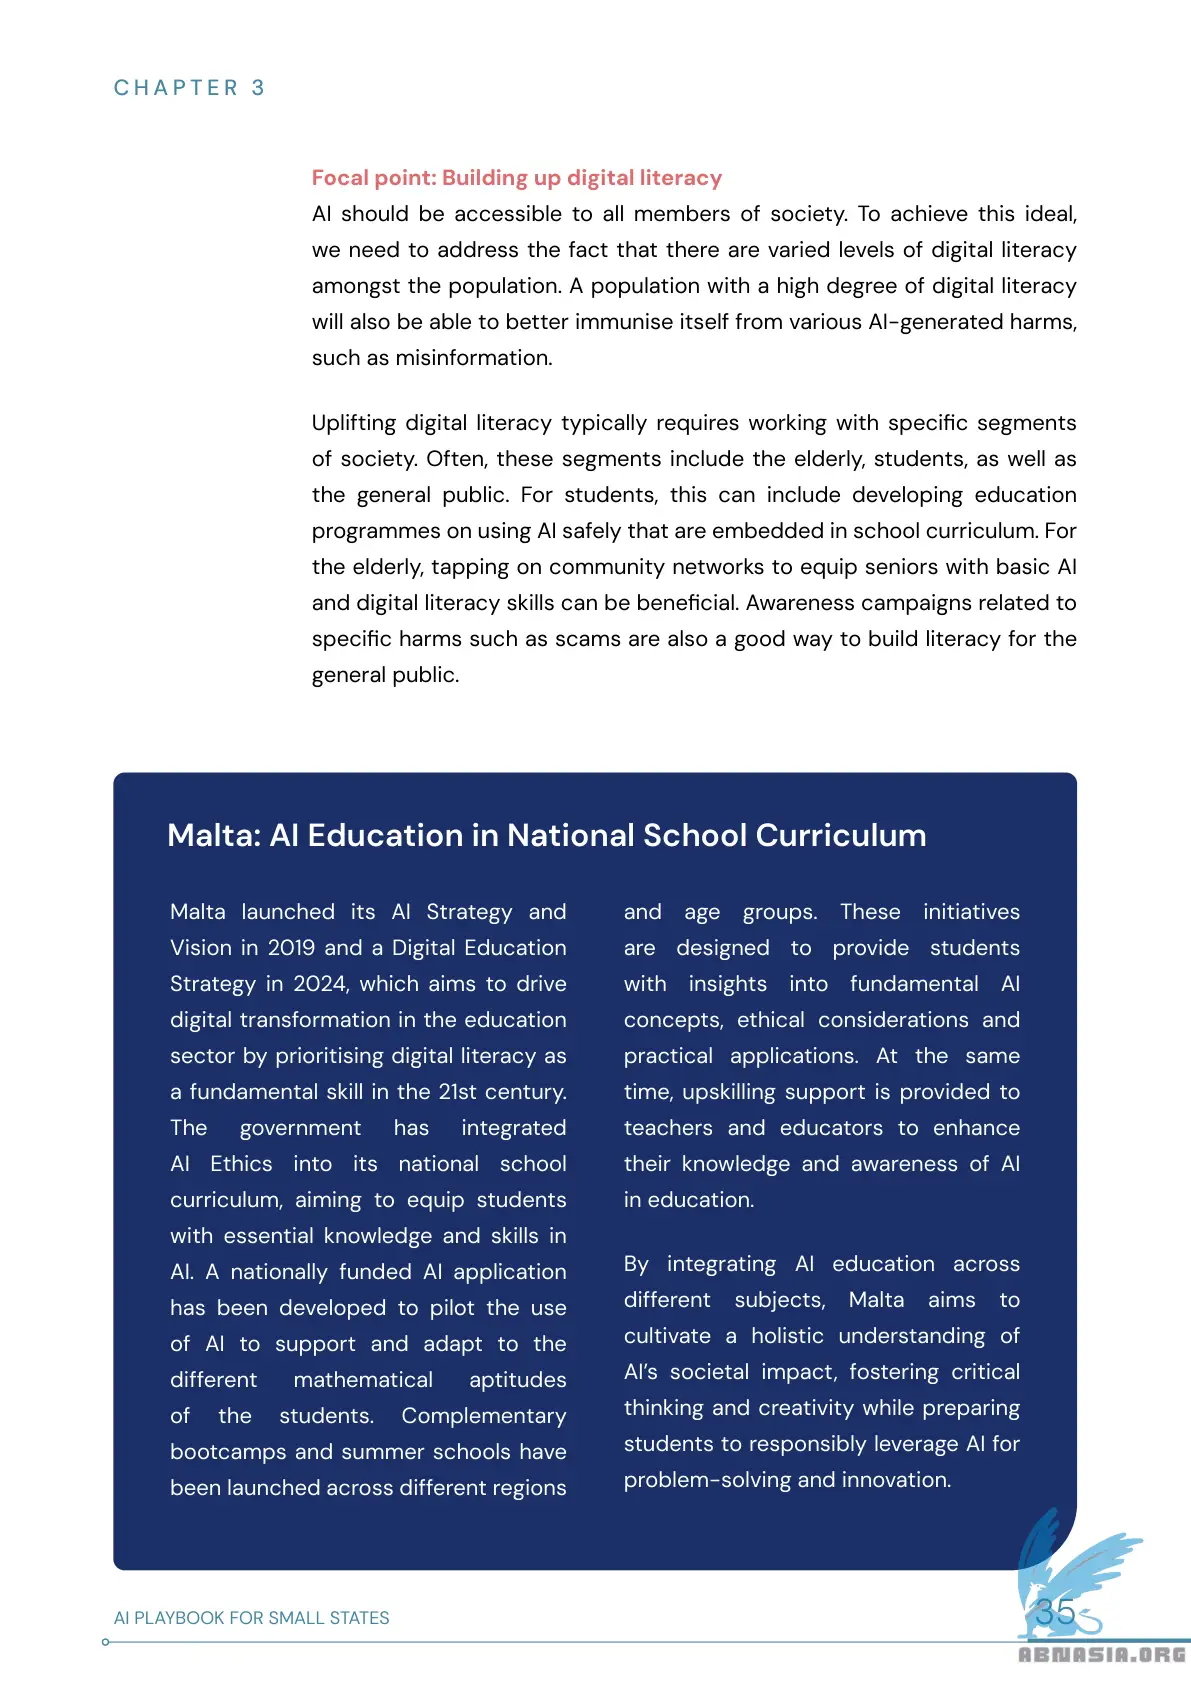 CHAPTER 3
Focal point: Building up digital literacy
AI should be accessible to all members of society. To achieve this ideal,
we need to address the fact that there are varied levels of digital literacy
amongst the population. A population with a high degree of digital literacy
will also be able to better immunise itself from various AI-generated harms,
such as misinformation.
Uplifting digital literacy typically requires working with specific segments
of society. Often, these segments include the elderly, students, as well as
the general public. For students, this can include developing education
programmes on using AI safely that are embedded in school curriculum. For
the elderly, tapping on community networks to equip seniors with basic AI
and digital literacy skills can be beneficial. Awareness campaigns related to
specific harms such as scams are also a good way to build literacy for the
general public.
Malta: AI Education in National School Curriculum
Malta launched its AI Strategy and
Vision in 2019 and a Digital Education
Strategy in 2024, which aims to drive
digital transformation in the education
sector by prioritising digital literacy as
a fundamental skill in the 21st century.
The government has integrated
AI Ethics into its national school
curriculum, aiming to equip students
with essential knowledge and skills in
AI. A nationally funded AI application
has been developed to pilot the use
of AI to support and adapt to the
different mathematical aptitudes
of the students. Complementary
bootcamps and summer schools have
been launched across different regions
and age groups. These initiatives
are designed to provide students
with insights into fundamental AI
concepts, ethical considerations and
practical applications. At the same
time, upskilling support is provided to
teachers and educators to enhance
their knowledge and awareness of AI
in education.
By integrating AI education across
different subjects, Malta aims to
cultivate a holistic understanding of
AI's societal impact, fostering critical
thinking and creativity while preparing
students to responsibly leverage AI for
problem-solving and innovation.
AI PLAYBOOK FOR SMALL STATES
35
ABNASIA.ORG